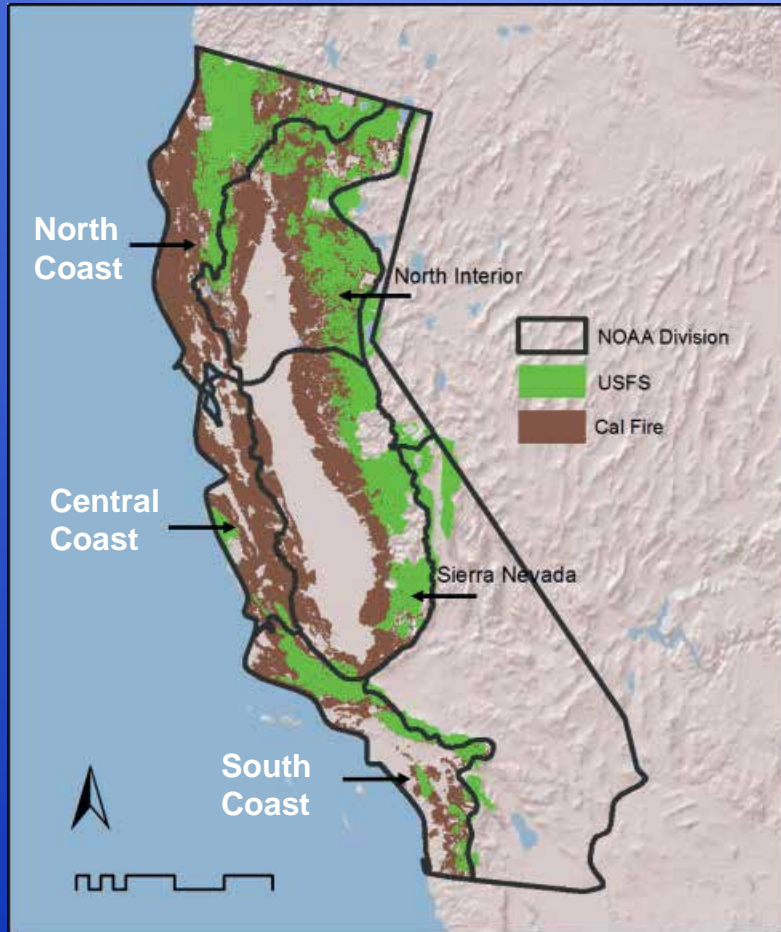 North
Coast
North Interior
NOAA Division
USFS
Cal Fire
Central
Coast
Sierra Nevada
South
Coast